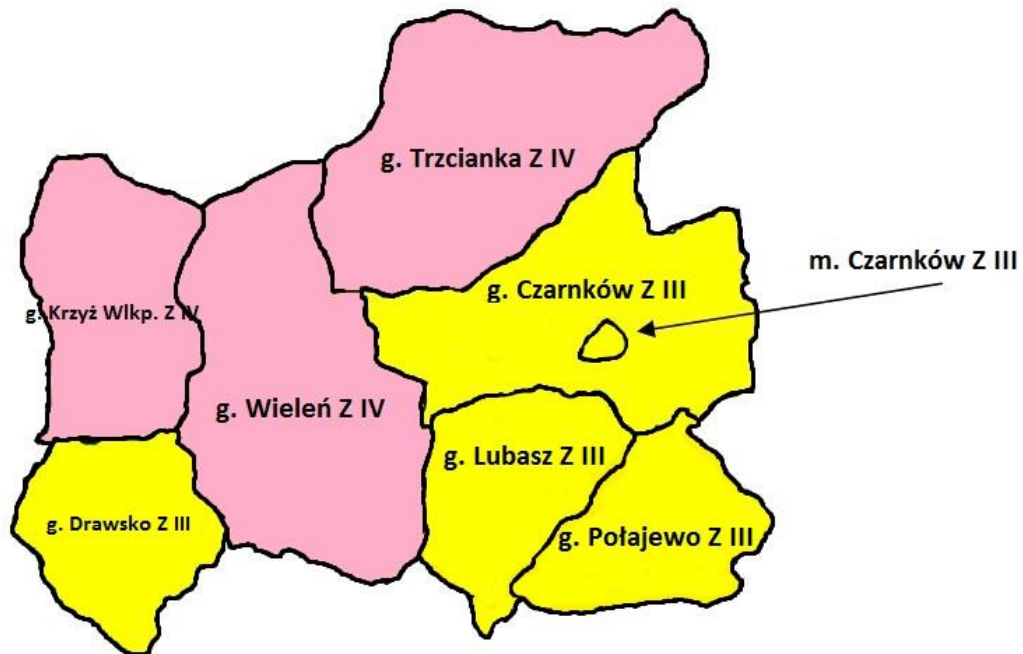 g. Trzcianka Z IV
m. Czarnków Z III
g. Czarnków Z III
g. Krzyż Wlkp. Z IV
g. Wieleń Z IV
g. Lubasz Z III
g. Drawsko Z III
g. Połajewo Z III